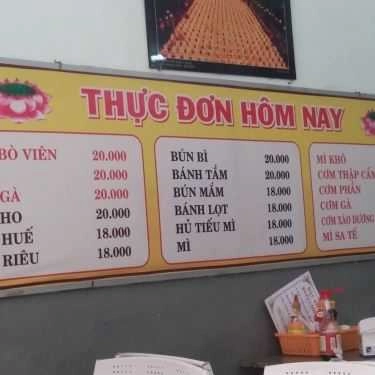 THỰC ĐƠN HÔM NAY
BÒ VIÊN 20.000
20.000
GÀ 20.000
HO 20.000
HUẾ 18.000
RIÊU 18.000
BÚN BÌ 20.000
BÁNH TẰM 20.000
BÚN MẮM 18.000
BÁNH LỌT 18.000
HỦ TIẾU MÌ 18.000
MÌ 18.000
MÌ KHÔ
CƠM THẬP CẨ
CƠM PHẦN
CƠM GÀ
CƠM XÀO DƯƠNG
MÌ SA TẾ